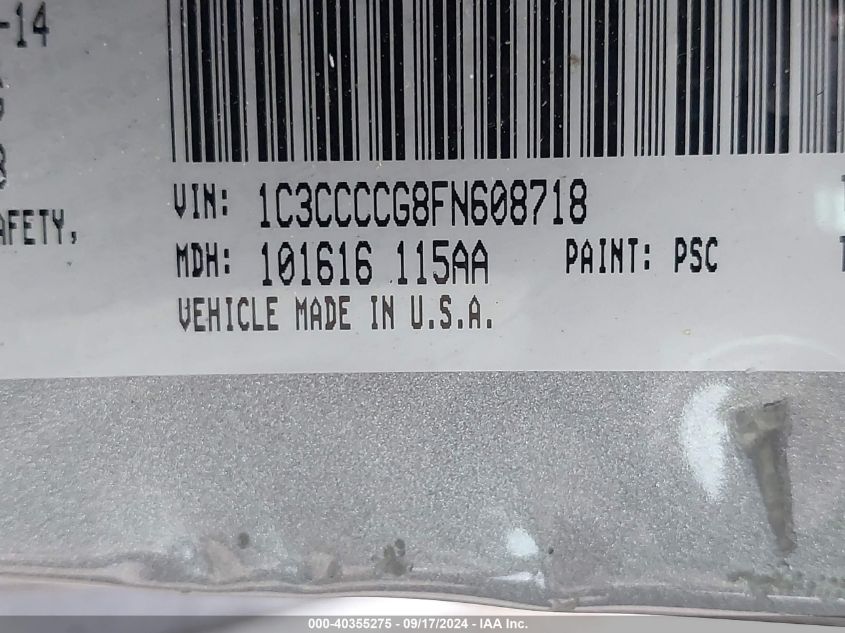 -14
AFETY,
VIN: 1C3CCCCG8FN608718
MDH: 101616 115AA PAINT: PSC
VEHICLE MADE IN U.S.A.
000-40355275 - 09/17/2024 - IAA Inc.